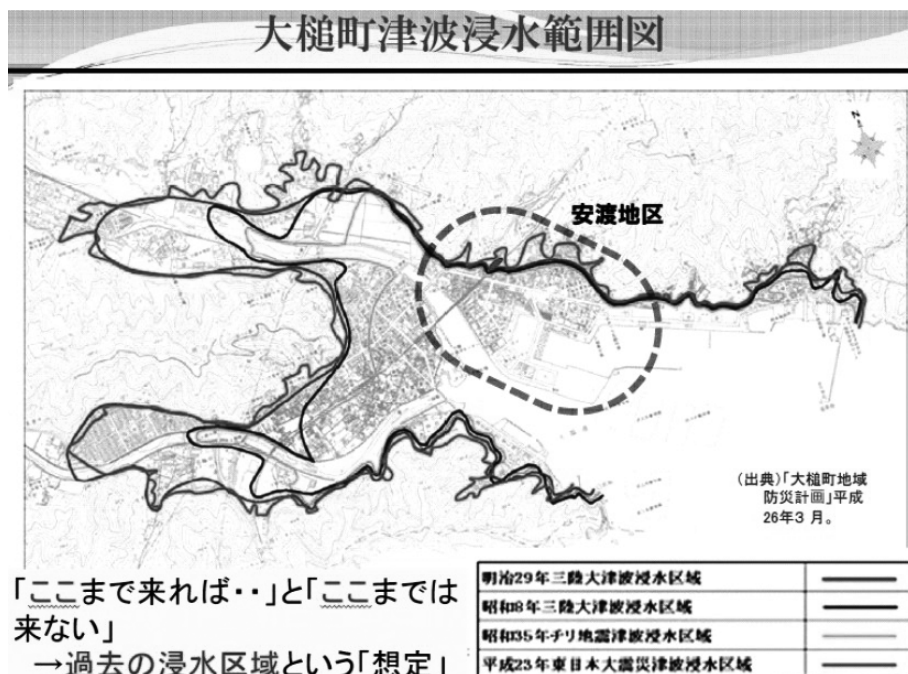 大槌町津波浸水範囲図
安渡地区
(出典)「大槌町地域
防災計画」平成
26年3月。
「ここまで来れば・・」と「ここまでは
来ない」
→過去の浸水区域という「想定」
明治29年三陸大津波浸水区域
昭和8年三陸大津波浸水区域
昭和35年チリ地震津波浸水区域
平成23年東日本大震災津波浸水区域